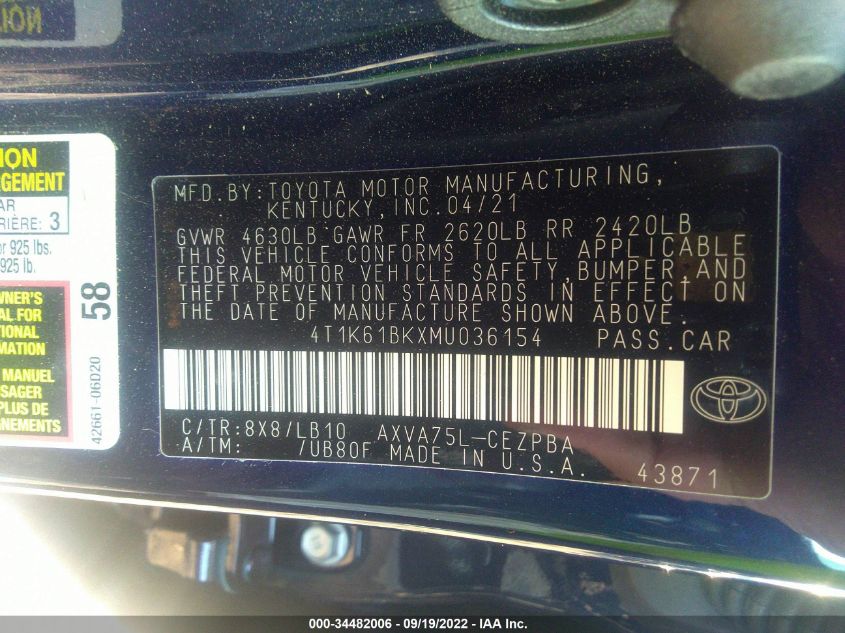 ION
GEMENT
AR
RIÈRE: 3
or 925 lbs.
925 lb.
WNER'S
AL FOR
TIONAL
MATION
MANUEL
SAGER
PLUS DE
NEMENTS
58
42661-06D20
MFD.BY:TOYOTA MOTOR MANUFACTURING,
KENTUCKY,INC.04/21
GVWR 4630LB GAWR FR 2620LB RR 2420LB
THIS VEHICLE CONFORMS TO ALL APPLICABLE
FEDERAL MOTOR VEHICLE SAFETY,BUMPER,AND
THEFT PREVENTION STANDARDS IN EFFECT ON
THE DATE OF MANUFACTURE SHOWN ABOVE.
4T1K61BKXMU036154 PASS.CAR
C/TR:8X8/LB10 AXVA75L-CEZPBA
A/TM: /UB80F MADE IN U.S.A.
43871
000-34482006 - 09/19/2022 - IAA Inc.